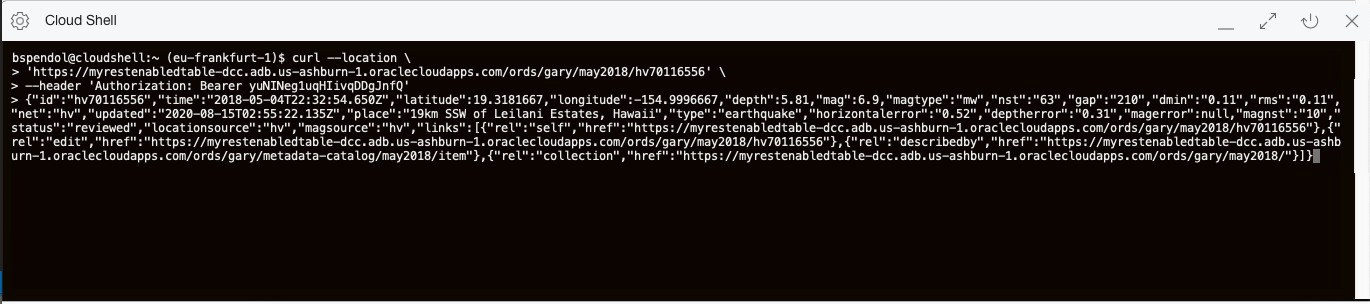 Cloud Shell
bspendol@cloudshell:~ (eu-frankfurt-1)$ curl --location \
> 'https://myrestenabledtable-dcc.adb.us-ashburn-1.oraclecloudapps.com/ords/gary/may2018/hv70116556' \
> --header 'Authorization: Bearer yuNINeg1uqHIivqDDgJnfQ'
> {"id":"hv70116556","time":"2018-05-04T22:32:54.650Z","latitude":19.3181667,"longitude":-154.9996667,"depth":5.81,"mag":6.9,"magtype":"mw","nst":"63","gap":"210","dmin":"0.11","rms":"0.11",
"net":"hv","updated":"2020-08-15T02:55:22.135Z","place":"19km SSW of Leilani Estates, Hawaii","type":"earthquake","horizontalerror":"0.52","deptherror":"0.31","magerror":null,"magnst":"10","
status":"reviewed","locationsource":"hv","magsource":"hv","links":[{"rel":"self","href":"https://myrestenabledtable-dcc.adb.us-ashburn-1.oraclecloudapps.com/ords/gary/may2018/hv70116556"},{"
rel":"edit","href":"https://myrestenabledtable-dcc.adb.us-ashburn-1.oraclecloudapps.com/ords/gary/may2018/hv70116556"},{"rel":"describedby","href":"https://myrestenabledtable-dcc.adb.us-ashb
urn-1.oraclecloudapps.com/ords/gary/metadata-catalog/may2018/item"},{"rel":"collection","href":"https://myrestenabledtable-dcc.adb.us-ashburn-1.oraclecloudapps.com/ords/gary/may2018/"}]}